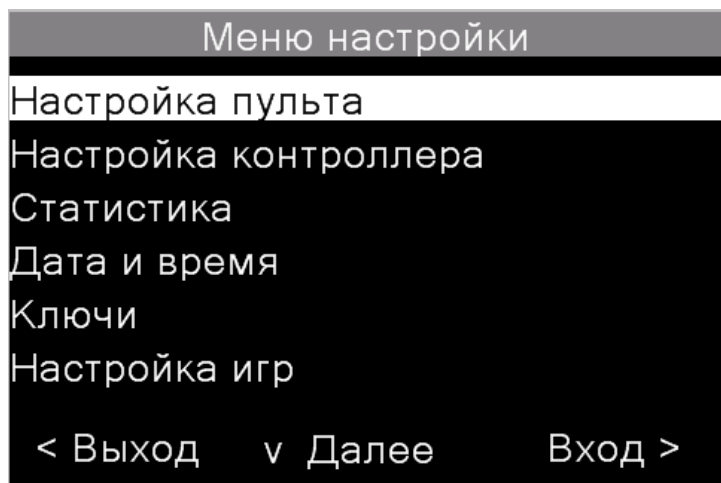 Меню настройки
Настройка пульта
Настройка контроллера
Статистика
Дата и время
Ключи
Настройка игр
< Выход v Далее Вход >